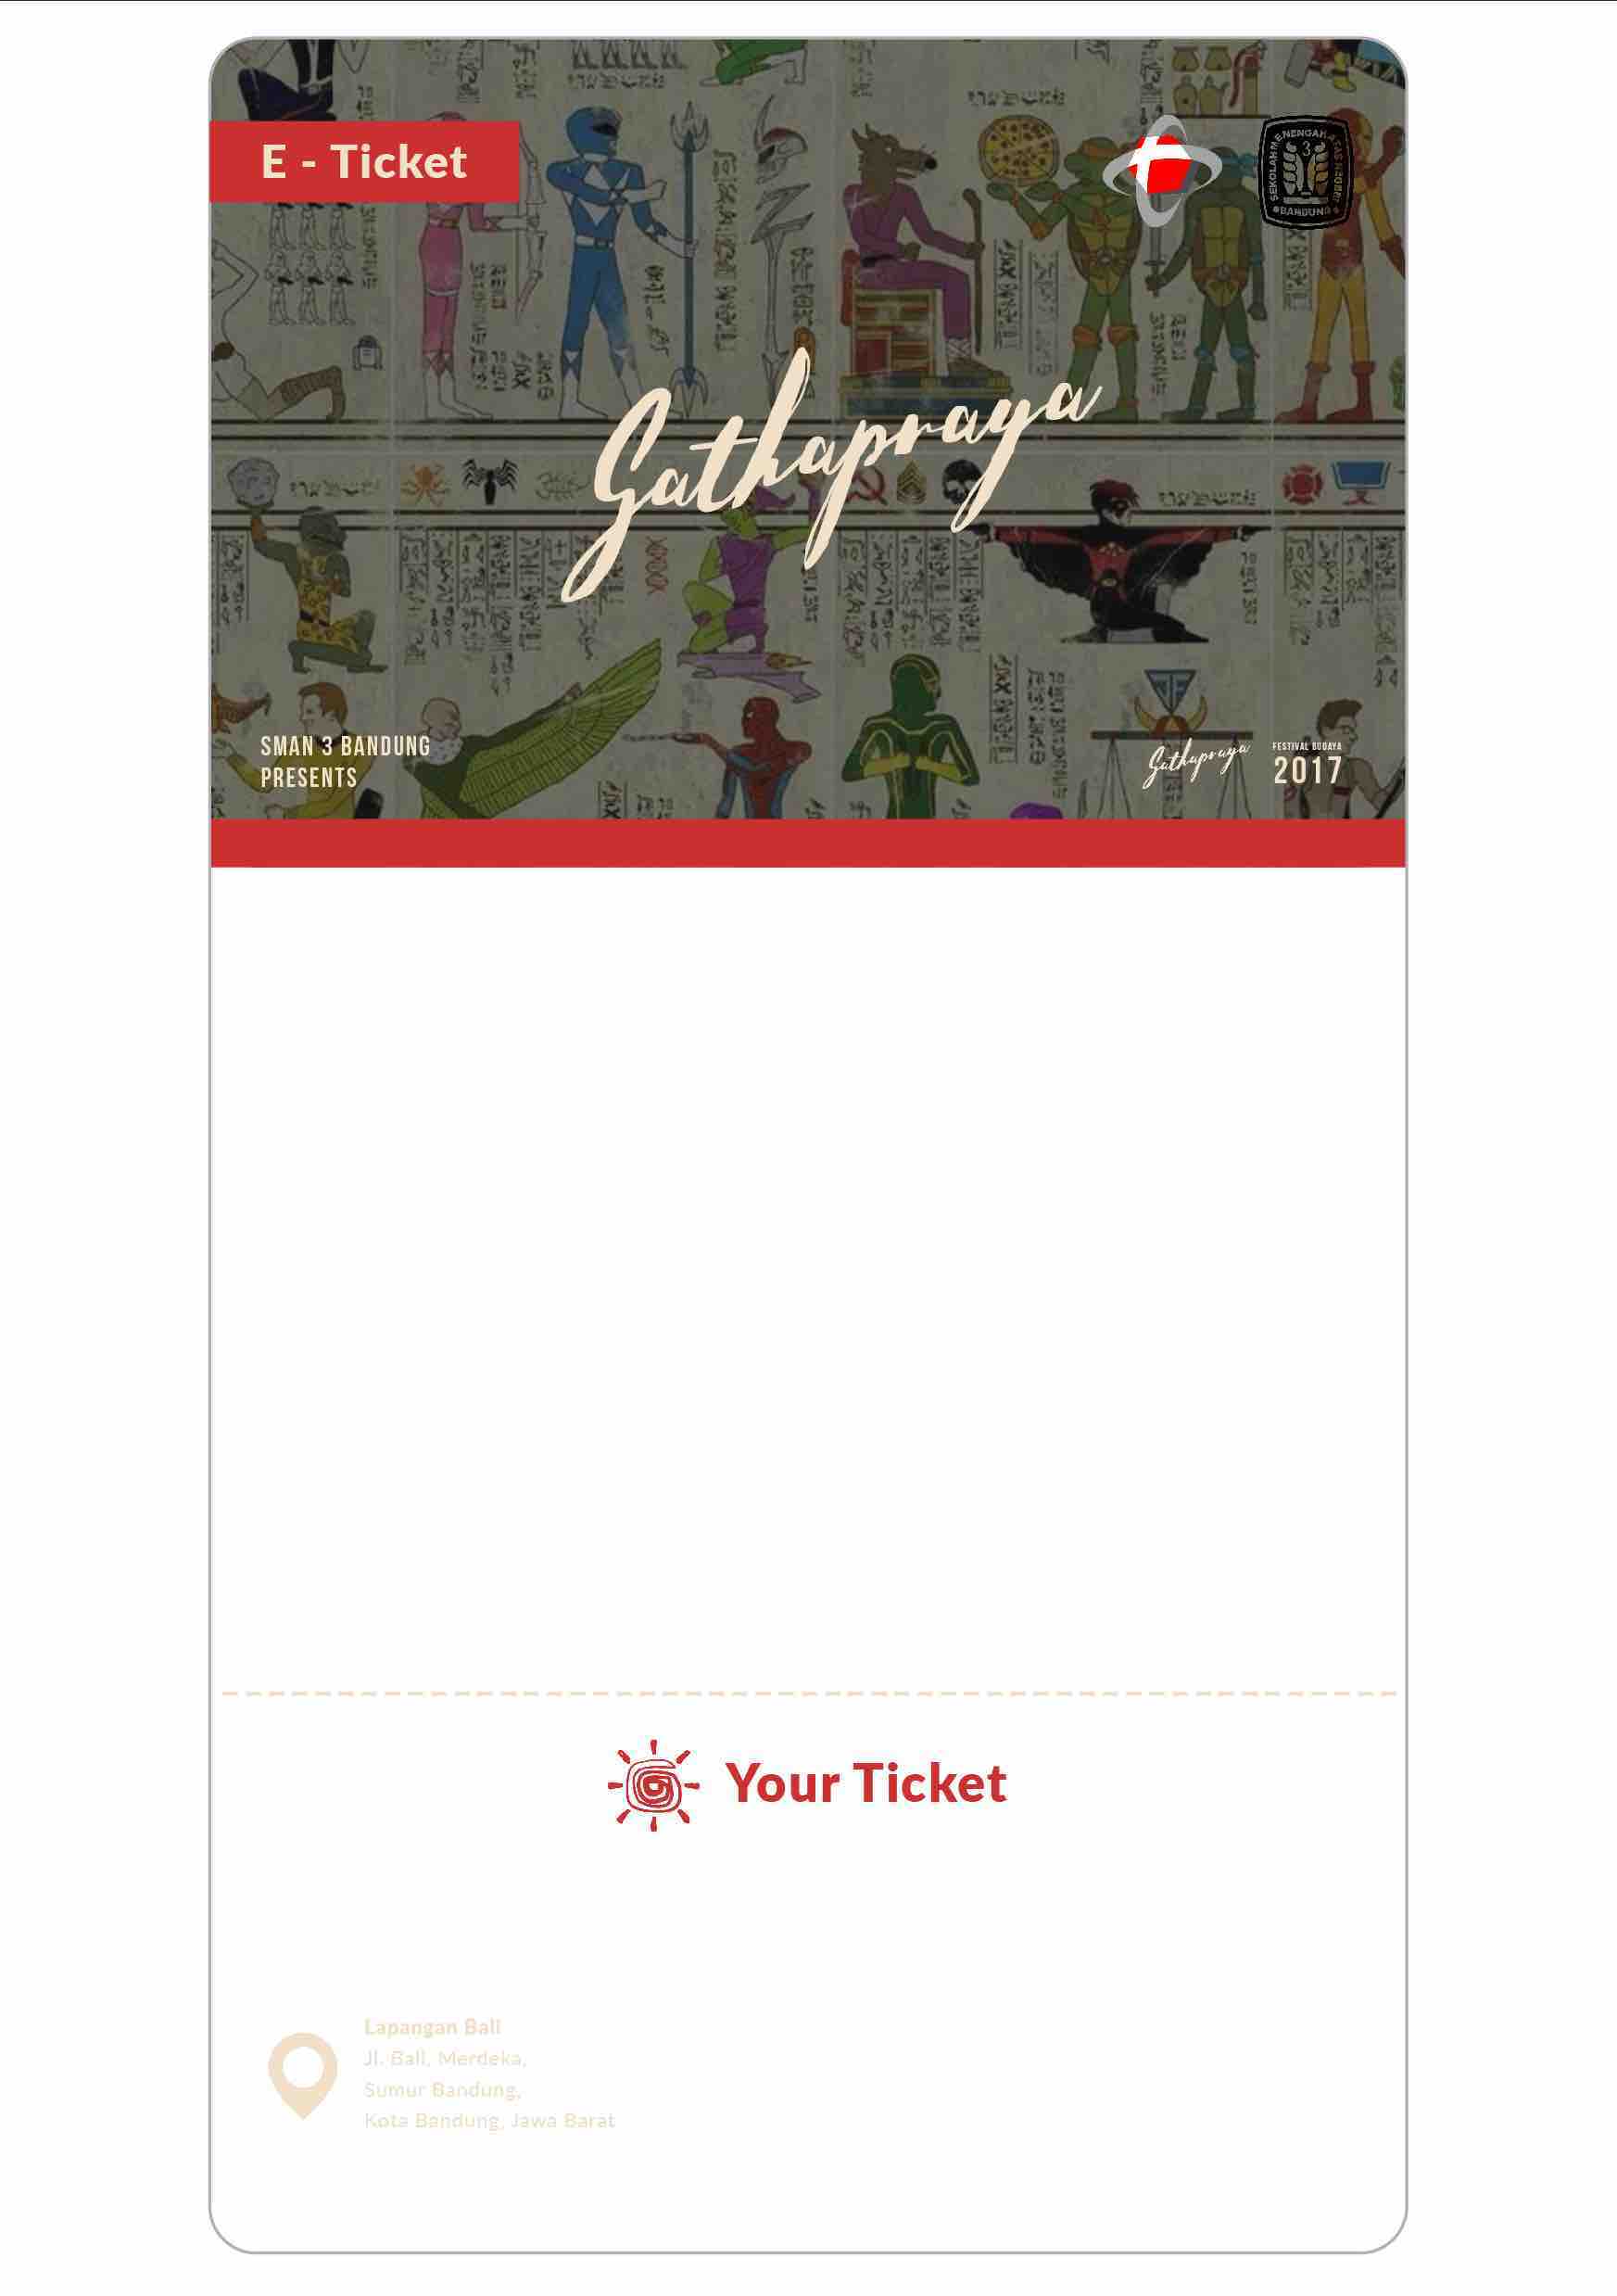 E - Ticket
SEKOLAH MENENGAH ATAS NEGERI
3
BANDUNG
Gathapraya
SMAN 3 BANDUNG
PRESENTS
Gathapraya
FESTIVAL BUDAYA
2017
Your Ticket
Lapangan Bali
Jl. Bali, Merdeka,
Sumur Bandung,
Kota Bandung, Jawa Barat